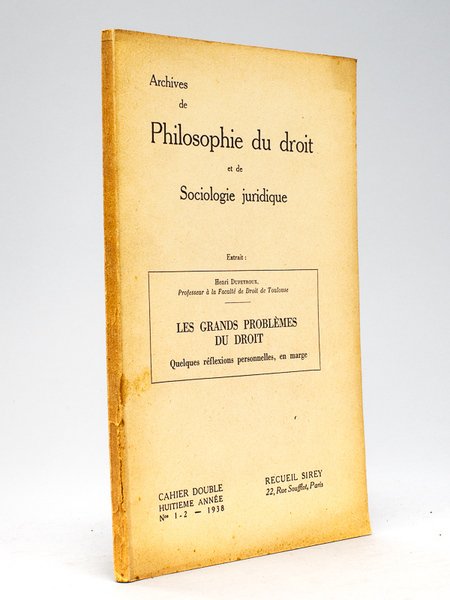 Archives
de
Philosophie du droit
et de
Sociologie juridique
Extrait :
Henri Dupeyroux,
Professeur à la Faculté de Droit de Toulouse
LES GRANDS PROBLÈMES
DU DROIT
Quelques réflexions personnelles, en marge
CAHIER DOUBLE
HUITIÈME ANNÉE
Nos 1-2 — 1938
RECUEIL SIREY
22, Rue Soufflot, Paris